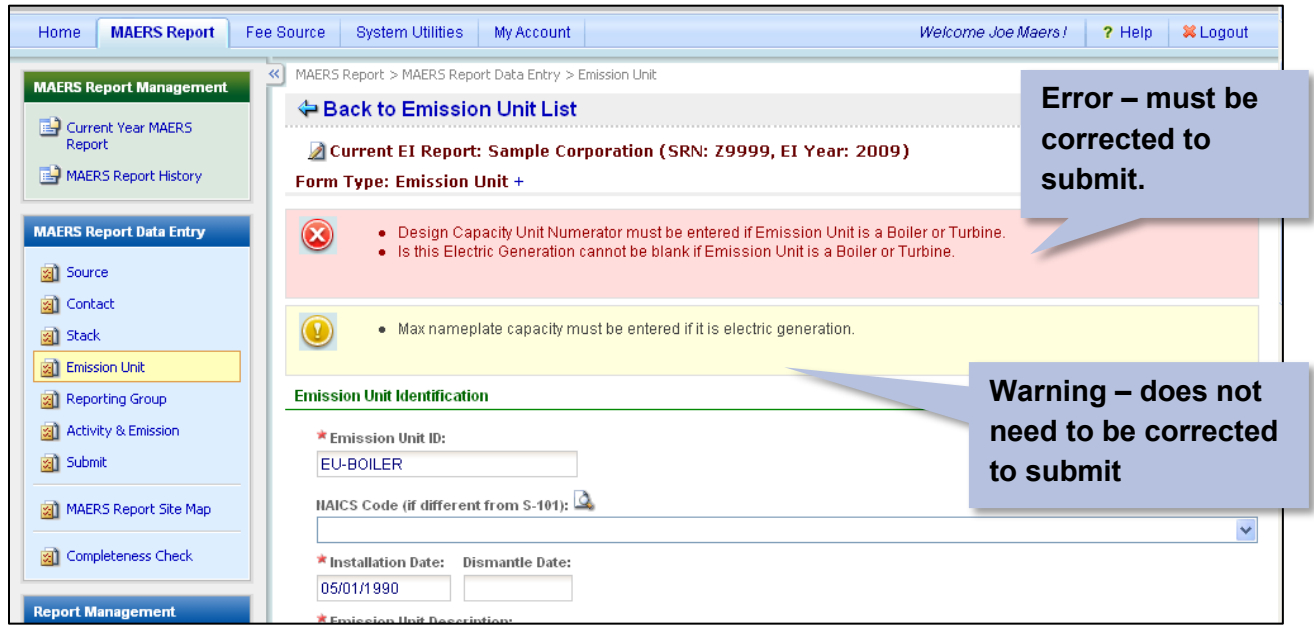 Home MAERS Report Fee Source System Utilities My Account Welcome Joe Maers! ? Help Logout
MAERS Report Management
Current Year MAERS
Report
MAERS Report History
MAERS Report Data Entry
Source
Contact
Stack
Emission Unit
Reporting Group
Activity & Emission
Submit
MAERS Report Site Map
Completeness Check
Report Management
MAERS Report > MAERS Report Data Entry > Emission Unit
Back to Emission Unit List
Current EI Report: Sample Corporation (SRN: Z9999, EI Year: 2009)
Form Type: Emission Unit +
Error – must be
corrected to
submit.
• Design Capacity Unit Numerator must be entered if Emission Unit is a Boiler or Turbine.
• Is this Electric Generation cannot be blank if Emission Unit is a Boiler or Turbine.
• Max nameplate capacity must be entered if it is electric generation.
Warning – does not
need to be corrected
to submit
Emission Unit Identification
* Emission Unit ID:
EU-BOILER
NAICS Code (if different from S-101):
* Installation Date: Dismantle Date:
05/01/1990
* Emission Unit Description: